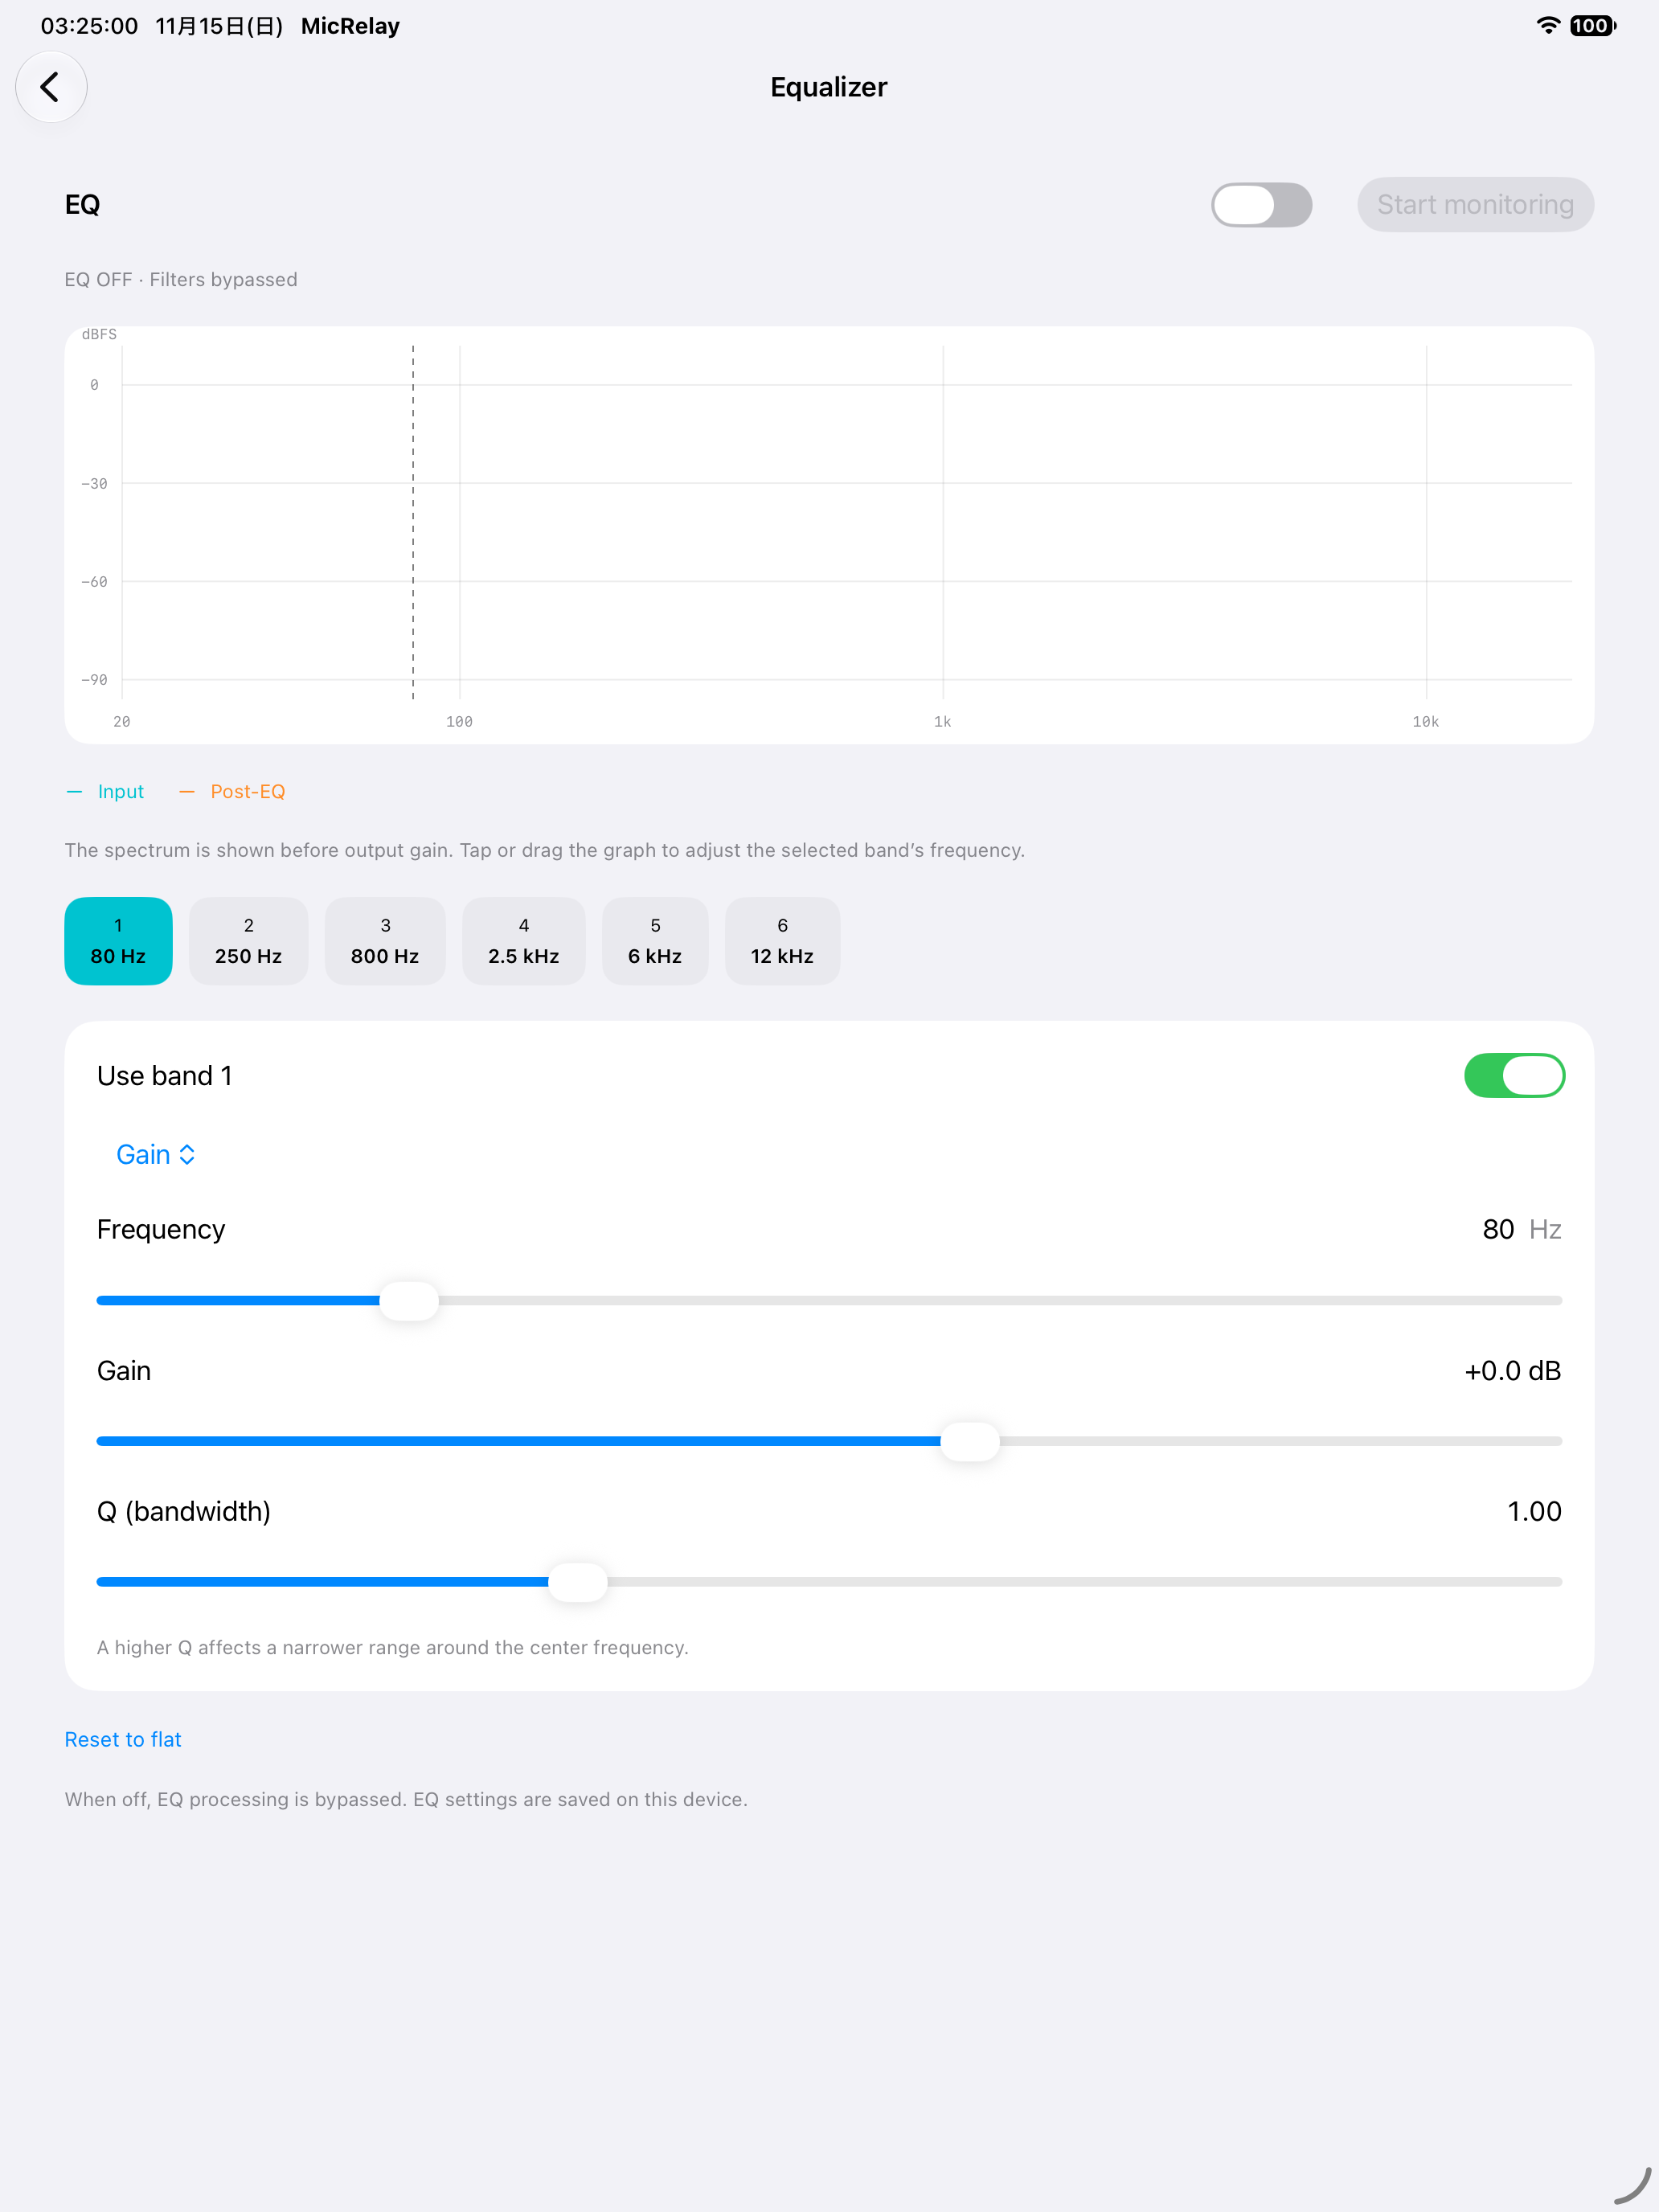 03:25:00 11月15日(日) MicRelay
100
Equalizer
EQ
Start monitoring
EQ OFF · Filters bypassed
dBFS
0
−30
−60
−90
20 100 1k 10k
Input Post-EQ
The spectrum is shown before output gain. Tap or drag the graph to adjust the selected band’s frequency.
1
80 Hz
2
250 Hz
3
800 Hz
4
2.5 kHz
5
6 kHz
6
12 kHz
Use band 1
Gain
Frequency 80 Hz
Gain +0.0 dB
Q (bandwidth) 1.00
A higher Q affects a narrower range around the center frequency.
Reset to flat
When off, EQ processing is bypassed. EQ settings are saved on this device.